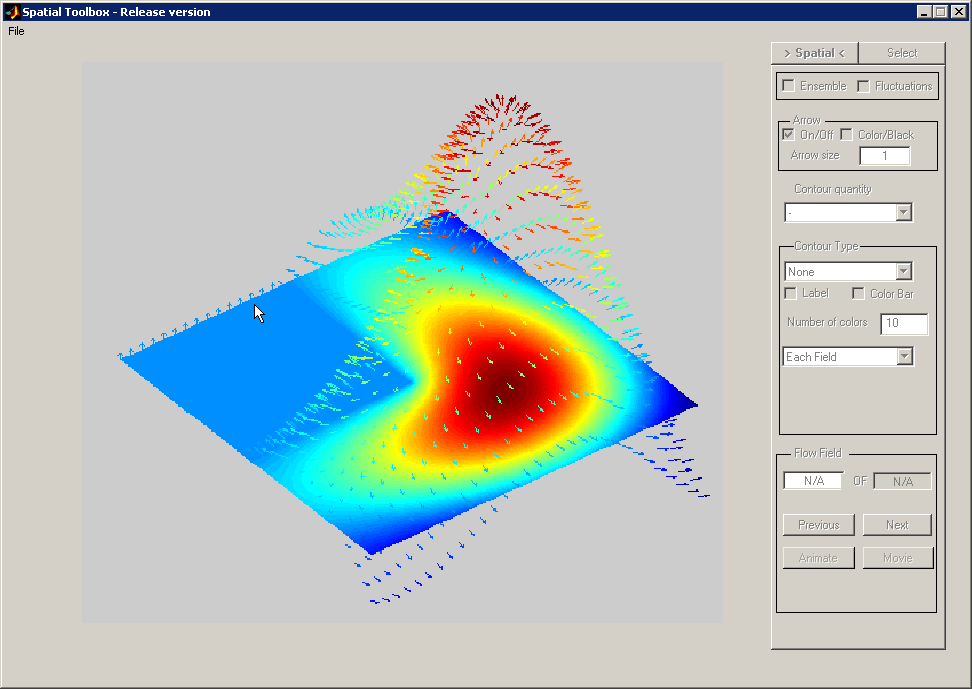 Spatial Toolbox - Release version
File
> Spatial <
Select
Ensemble
Fluctuations
Arrow
On/Off
Color/Black
Arrow size
1
Contour quantity
-
Contour Type
None
Label
Color Bar
Number of colors
10
Each Field
Flow Field
N/A
OF
N/A
Previous
Next
Animate
Movie